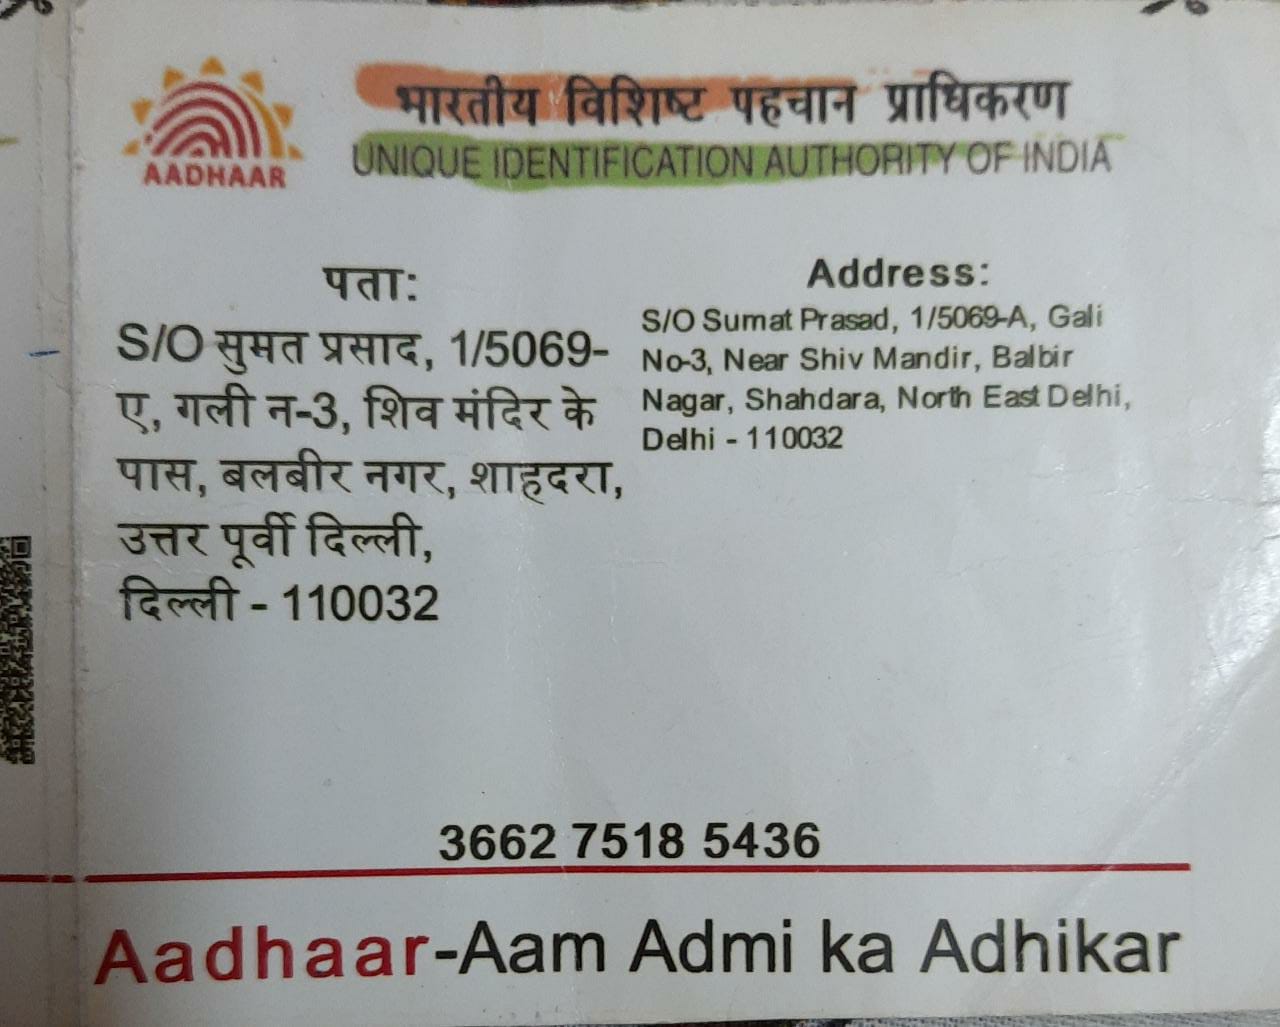 AADHAAR
भारतीय विशिष्ट पहचान प्राधिकरण
UNIQUE IDENTIFICATION AUTHORITY OF INDIA
पता:
S/O सुमत प्रसाद, 1/5069-
ए, गली न-3, शिव मंदिर के
पास, बलबीर नगर, शाहदरा,
उत्तर पूर्वी दिल्ली,
दिल्ली - 110032
Address:
S/O Sumat Prasad, 1/5069-A, Gali
No-3, Near Shiv Mandir, Balbir
Nagar, Shahdara, North East Delhi,
Delhi - 110032
3662 7518 5436
Aadhaar-Aam Admi ka Adhikar